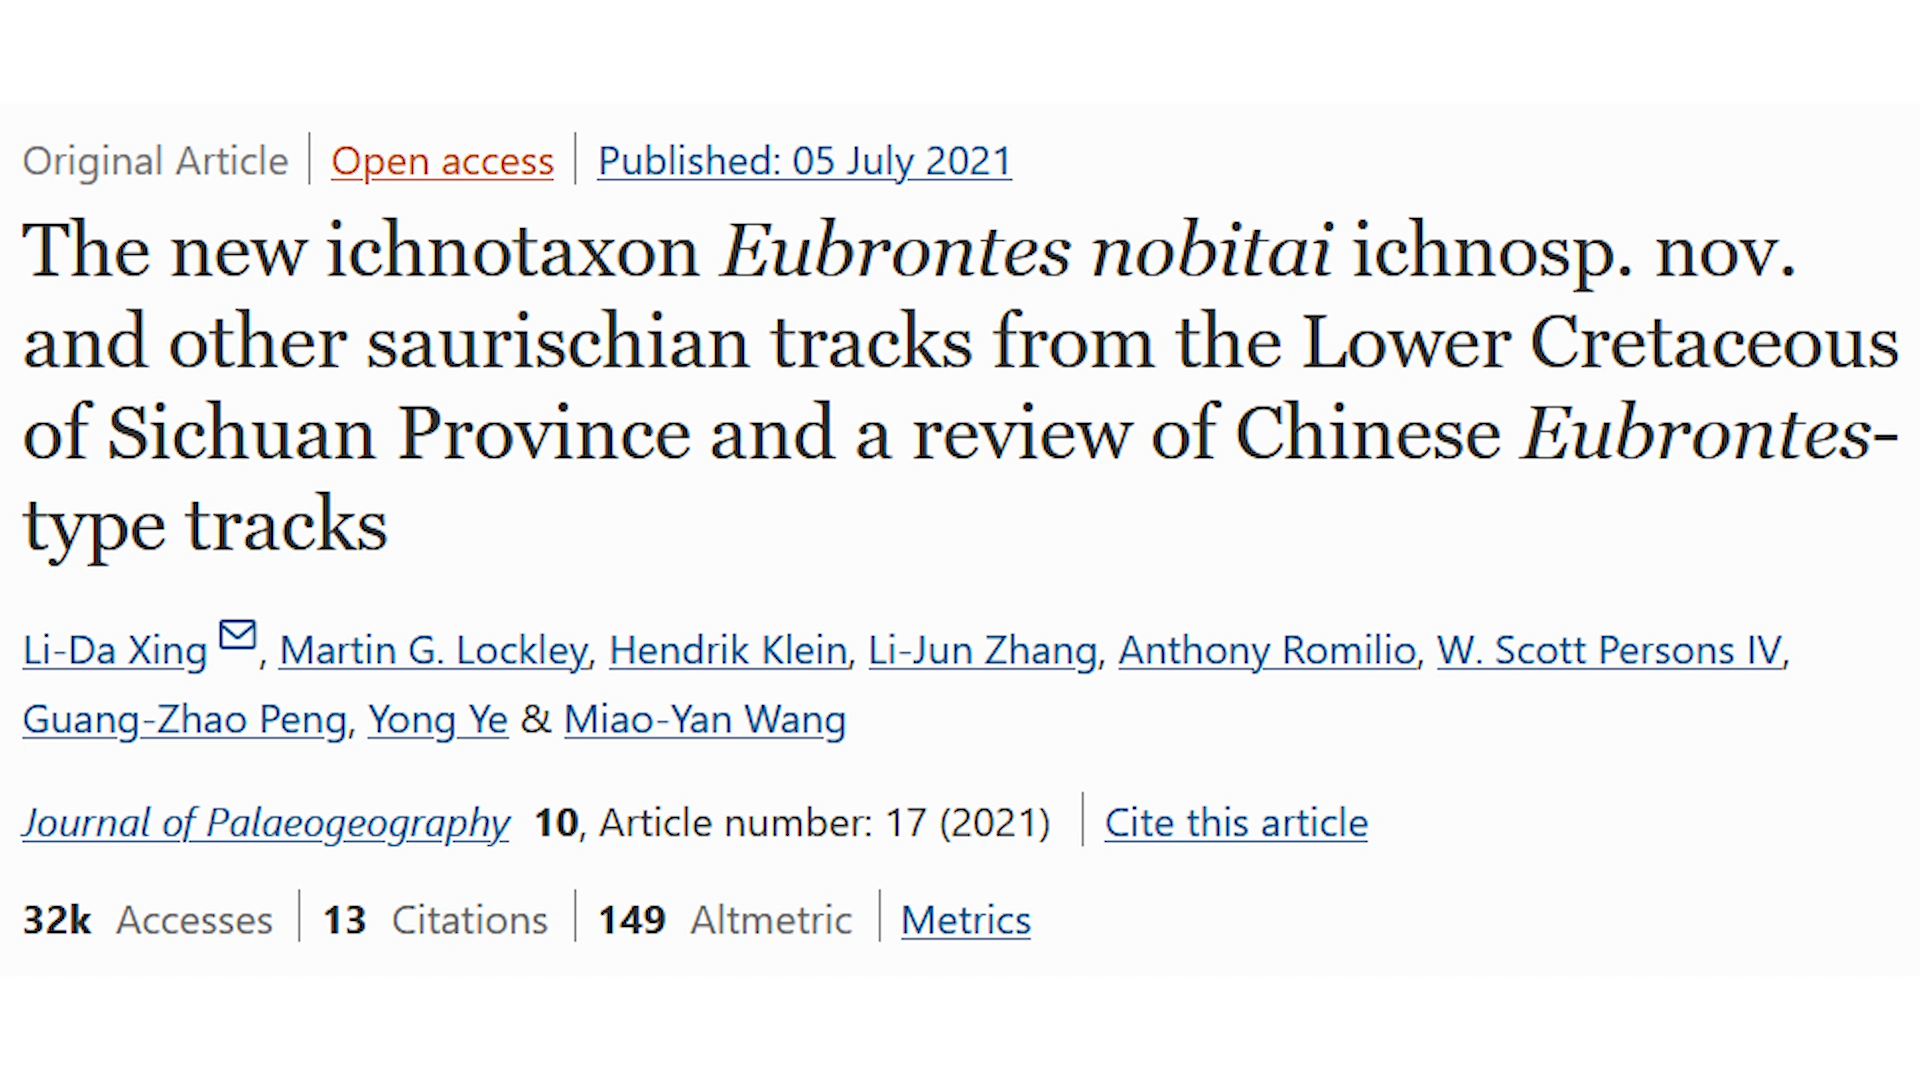 Original Article | Open access | Published: 05 July 2021
The new ichnotaxon Eubrontes nobitai ichnosp. nov.
and other saurischian tracks from the Lower Cretaceous
of Sichuan Province and a review of Chinese Eubrontes-
type tracks
Li-Da Xing, Martin G. Lockley, Hendrik Klein, Li-Jun Zhang, Anthony Romilio, W. Scott Persons IV,
Guang-Zhao Peng, Yong Ye & Miao-Yan Wang
Journal of Palaeogeography 10, Article number: 17 (2021) | Cite this article
32k Accesses | 13 Citations | 149 Altmetric | Metrics